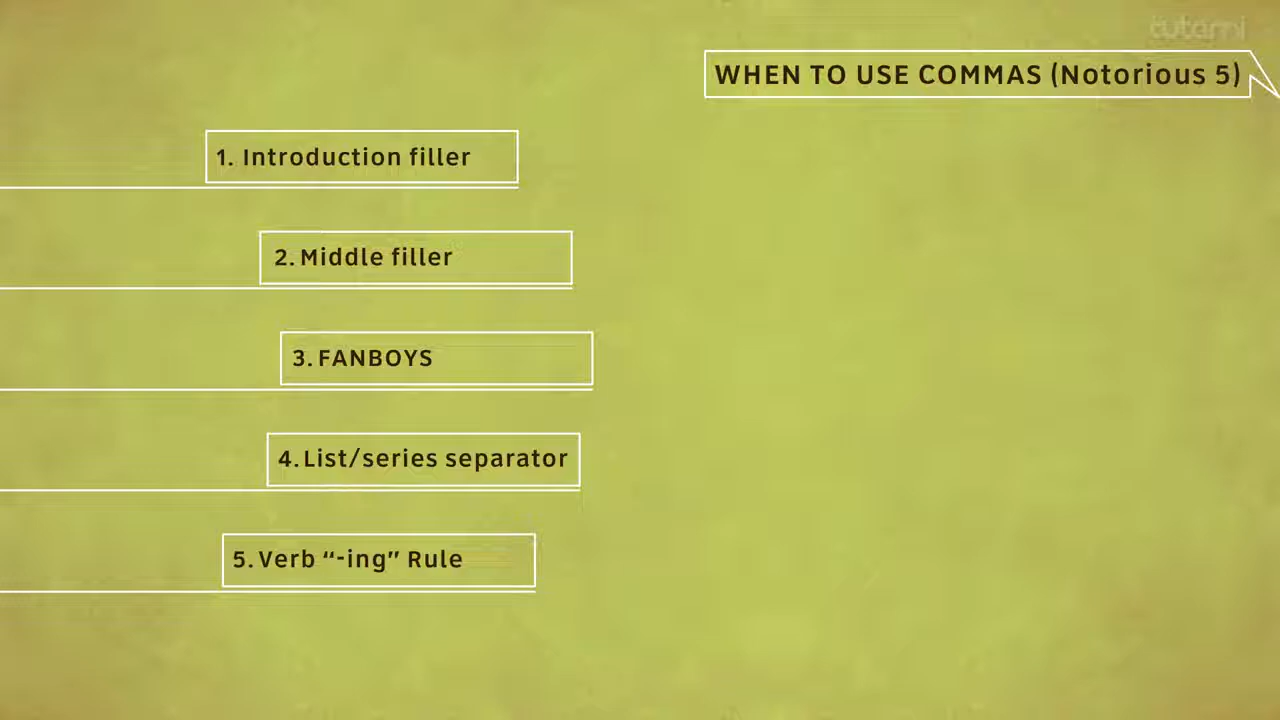 WHEN TO USE COMMAS (Notorious 5)
1. Introduction filler
2. Middle filler
3. FANBOYS
4. List/series separator
5. Verb “-ing” Rule